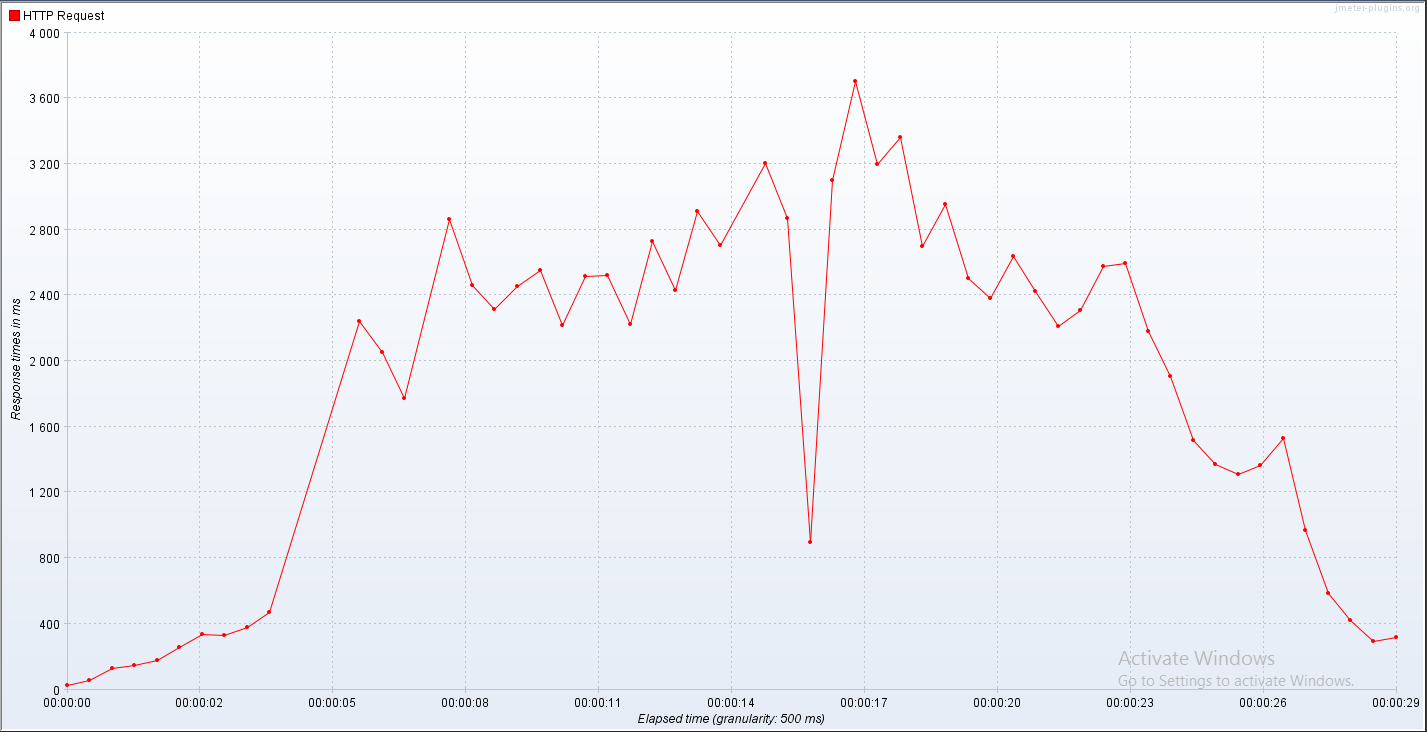 HTTP Request
jmeter-plugins.org
4 000
3 600
3 200
2 800
2 400
2 000
1 600
1 200
800
400
0
Response times in ms
00:00:00 00:00:02 00:00:05 00:00:08 00:00:11 00:00:14 00:00:17 00:00:20 00:00:23 00:00:26 00:00:29
Elapsed time (granularity: 500 ms)
Activate Windows
Go to Settings to activate Windows.